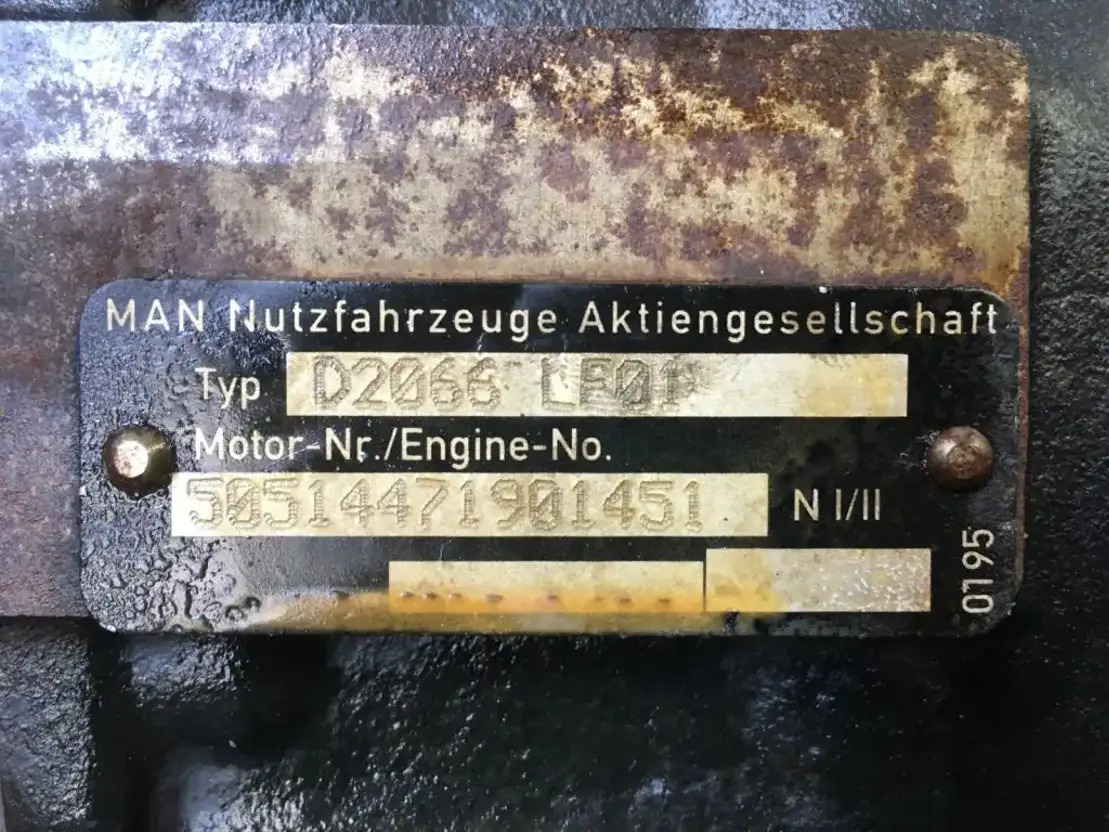 MAN Nutzfahrzeuge Aktiengesellschaft
Typ D2066 LF01
Motor-Nr./Engine-No.
50514471901451 N I/II
0195